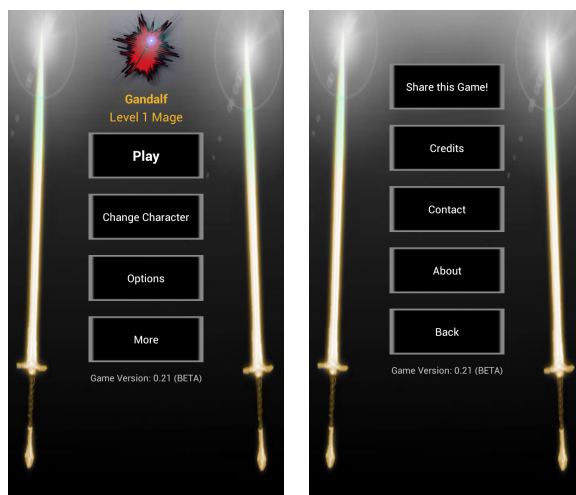 Gandalf
Level 1 Mage
Play
Change Character
Options
More
Game Version: 0.21 (BETA)
Share this Game!
Credits
Contact
About
Back
Game Version: 0.21 (BETA)